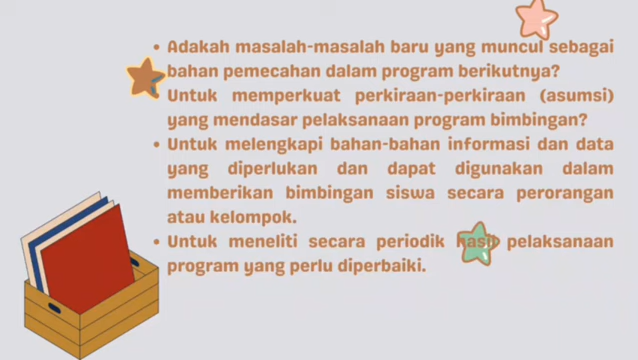 • Adakah masalah-masalah baru yang muncul sebagai
bahan pemecahan dalam program berikutnya?
Untuk memperkuat perkiraan-perkiraan (asumsi)
yang mendasar pelaksanaan program bimbingan?
• Untuk melengkapi bahan-bahan informasi dan data
yang diperlukan dan dapat digunakan dalam
memberikan bimbingan siswa secara perorangan
atau kelompok.
• Untuk meneliti secara periodik hasil pelaksanaan
program yang perlu diperbaiki.